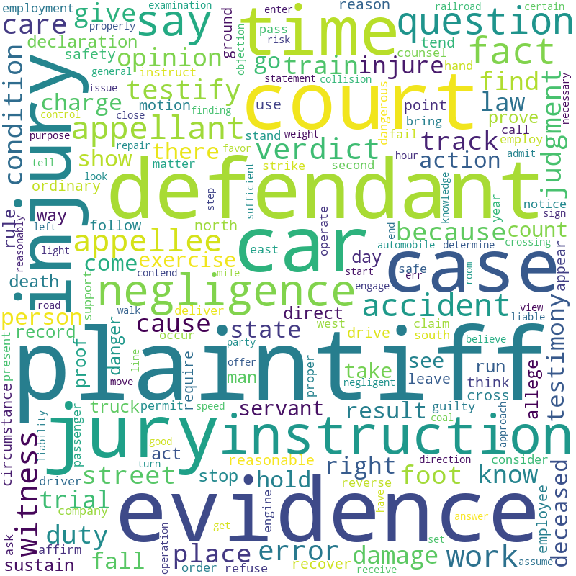 employment
properly
railroad
certain
enter
pass
risk
say
time
question
reason
care
give
ground
objection
declaration
opinion
go
train
injure
tend
counsel
hand
fact
safety
general
instruct
statement
collision
issue
finding
testify
use
court
dangerous
find
law
condition
control
charge
motion
point
bring
prove
purpose
close
favor
weight
call
employ
appellant
tell
repair
stand
fail
necessary
judgment
look
show
there
verdict
track
matter
strike
second
hour
admit
action
injury
ordinary
defendant
sufficient
rule
reasonably
way
follow
north
step
operate
because
count
knowledge
year
notice
sign
left
light
appellee
east
car
day
end
automobile
determine
crossing
case
death
come
exercise
start
engage
safe
err
room
appear
road
support
negligence
accident
person
walk
deliver
mile
contend
cause
state
direct
west
south
drive
claim
view
liable
testimony
record
occur
party
believe
present
plaintiff
proof
danger
line
move
require
offer
man
proper
take
see
leave
negligent
run
think
cross
guilty
approach
allege
circumstance
liability
passenger
truck
permit
speed
servant
result
coal
consider
witness
jury
instruction
driver
good
turn
act
reasonable
direction
street
stop
hold
right
foot
have
know
reverse
deceased
ask
trial
company
engine
get
answer
set
employee
duty
evidence
affirm
sustain
fall
operation
order
refuse
place
error
recover
damage
receive
work
assume